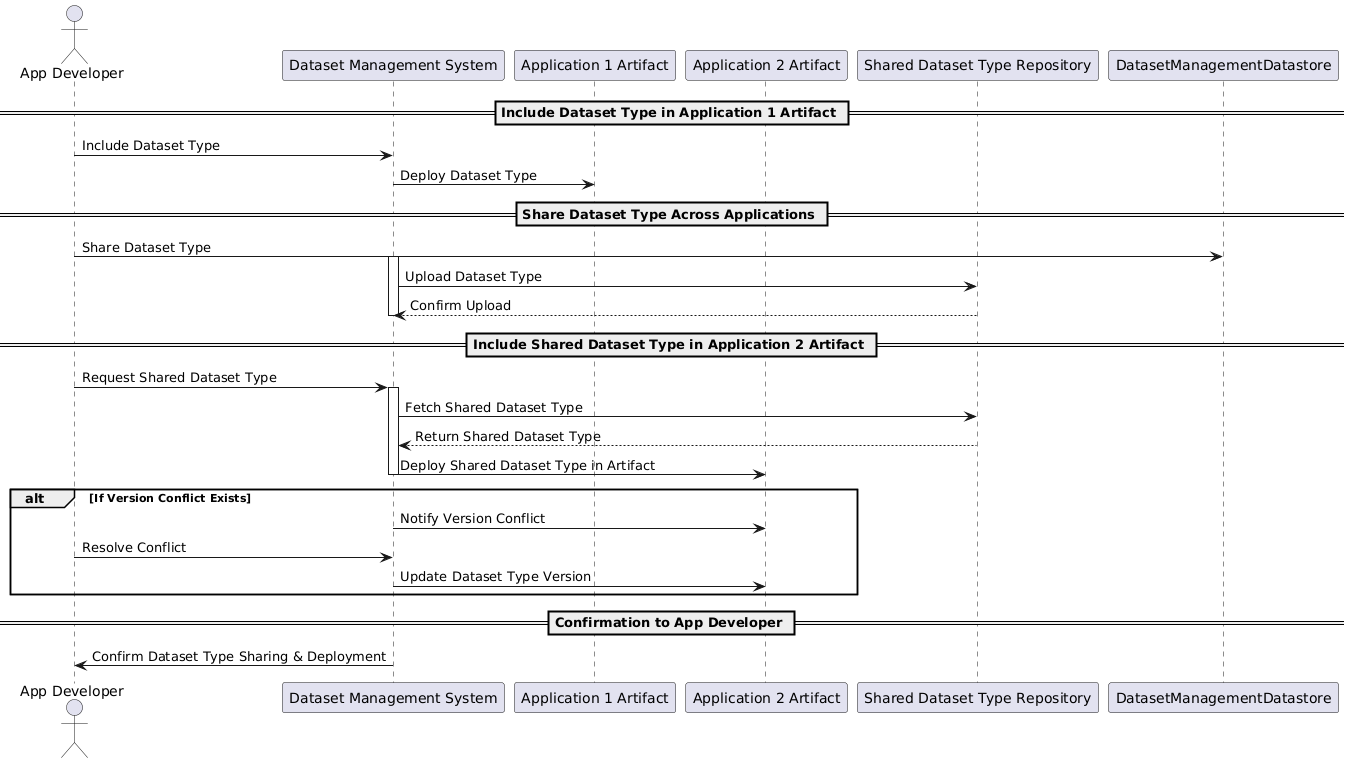 App Developer
Dataset Management System
Application 1 Artifact
Application 2 Artifact
Shared Dataset Type Repository
DatasetManagementDatastore
Include Dataset Type in Application 1 Artifact
Include Dataset Type
Deploy Dataset Type
Share Dataset Type Across Applications
Share Dataset Type
Upload Dataset Type
Confirm Upload
Include Shared Dataset Type in Application 2 Artifact
Request Shared Dataset Type
Fetch Shared Dataset Type
Return Shared Dataset Type
Deploy Shared Dataset Type in Artifact
alt [If Version Conflict Exists]
Notify Version Conflict
Resolve Conflict
Update Dataset Type Version
Confirmation to App Developer
Confirm Dataset Type Sharing & Deployment
App Developer
Dataset Management System
Application 1 Artifact
Application 2 Artifact
Shared Dataset Type Repository
DatasetManagementDatastore